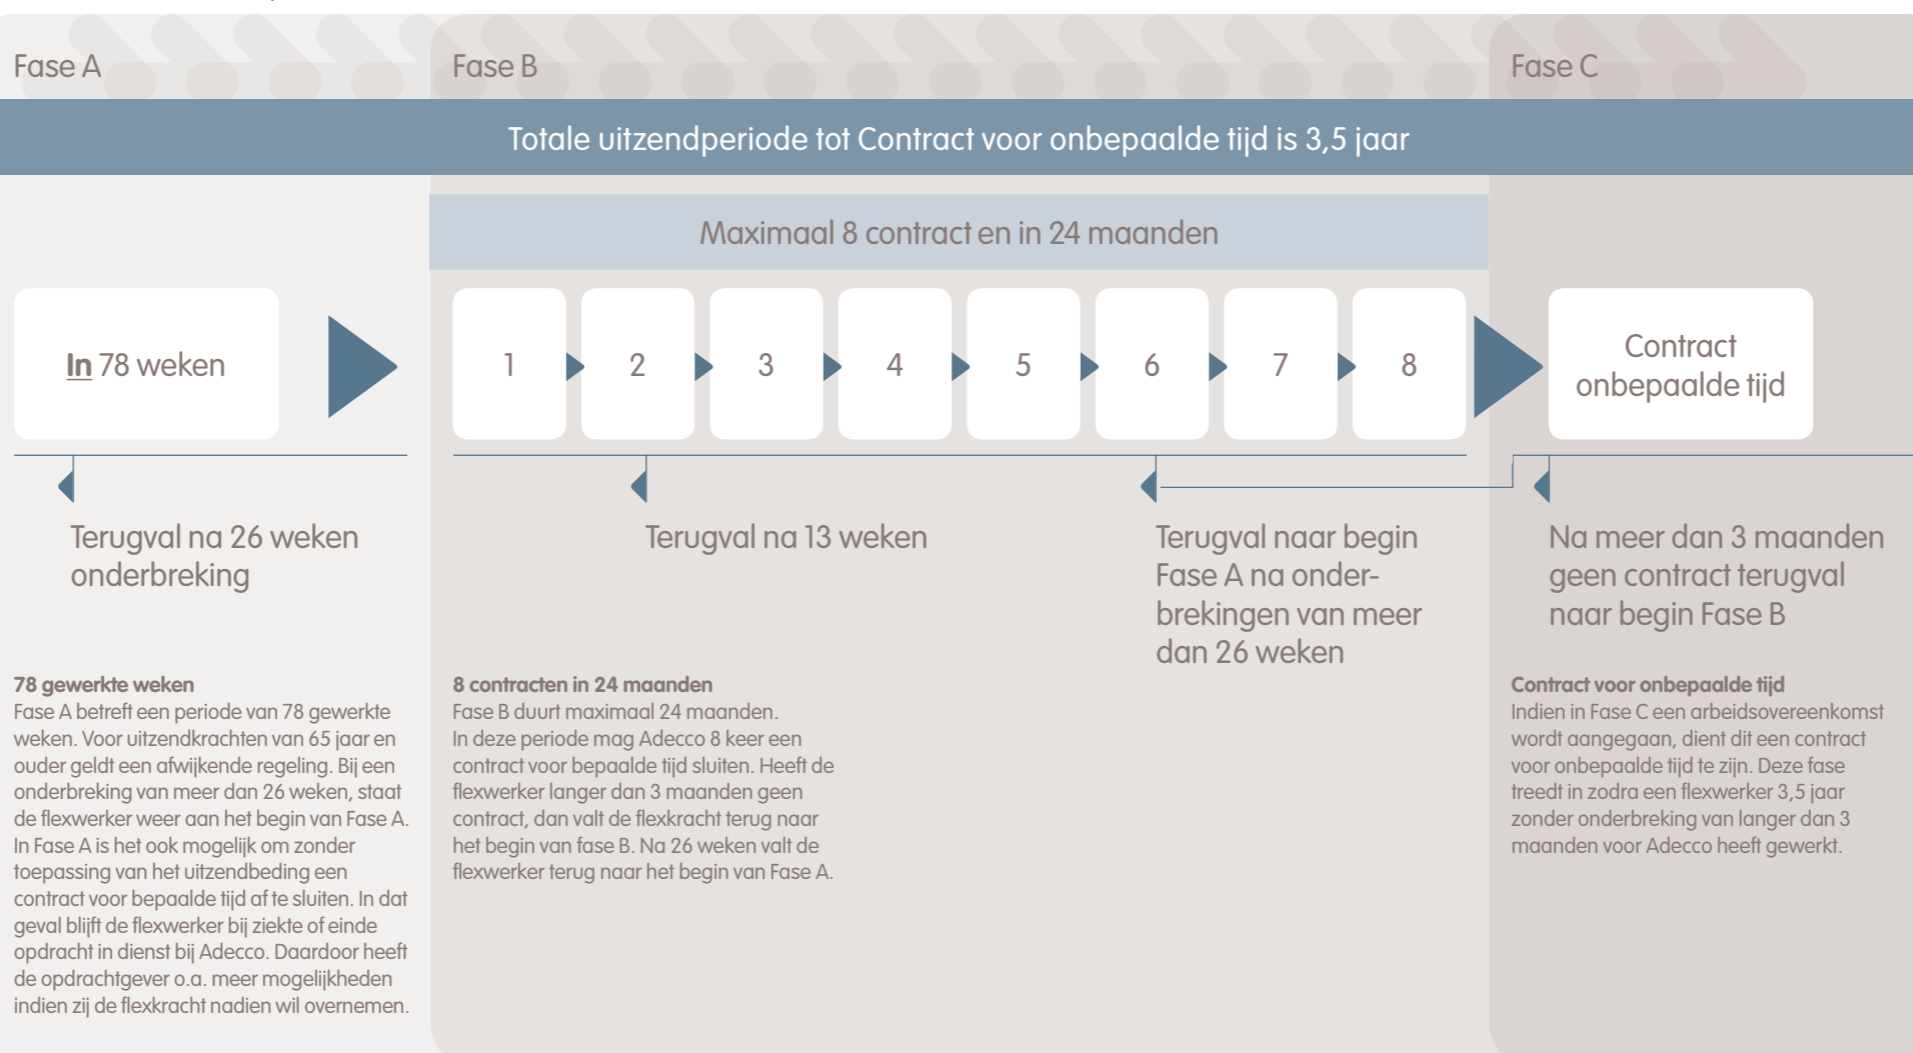 Fase A
Fase B
Fase C
Totale uitzendperiode tot Contract voor onbepaalde tijd is 3,5 jaar
Maximaal 8 contract en in 24 maanden
In 78 weken
1
2
3
4
5
6
7
8
Contract
onbepaalde tijd
Terugval na 26 weken
onderbreking
Terugval na 13 weken
Terugval naar begin
Fase A na onder-
brekingen van meer
dan 26 weken
Na meer dan 3 maanden
geen contract terugval
naar begin Fase B
78 gewerkte weken
Fase A betreft een periode van 78 gewerkte
weken. Voor uitzendkrachten van 65 jaar en
ouder geldt een afwijkende regeling. Bij een
onderbreking van meer dan 26 weken, staat
de flexwerker weer aan het begin van Fase A.
In Fase A is het ook mogelijk om zonder
toepassing van het uitzendbeding een
contract voor bepaalde tijd af te sluiten. In dat
geval blijft de flexwerker bij ziekte of einde
opdracht in dienst bij Adecco. Daardoor heeft
de opdrachtgever o.a. meer mogelijkheden
indien zij de flexkracht nadien wil overnemen.
8 contracten in 24 maanden
Fase B duurt maximaal 24 maanden.
In deze periode mag Adecco 8 keer een
contract voor bepaalde tijd sluiten. Heeft de
flexwerker langer dan 3 maanden geen
contract, dan valt de flexkracht terug naar
het begin van fase B. Na 26 weken valt de
flexwerker terug naar het begin van Fase A.
Contract voor onbepaalde tijd
Indien in Fase C een arbeidsovereenkomst
wordt aangegaan, dient dit een contract
voor onbepaalde tijd te zijn. Deze fase
treedt in zodra een flexwerker 3,5 jaar
zonder onderbreking van langer dan 3
maanden voor Adecco heeft gewerkt.